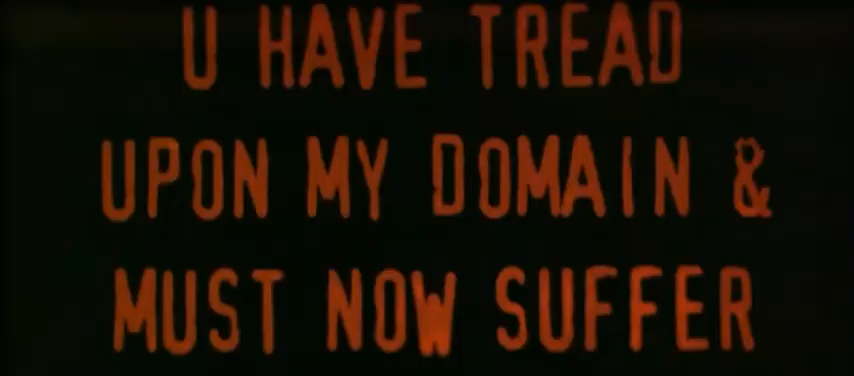 U HAVE TREAD
UPON MY DOMAIN &
MUST NOW SUFFER